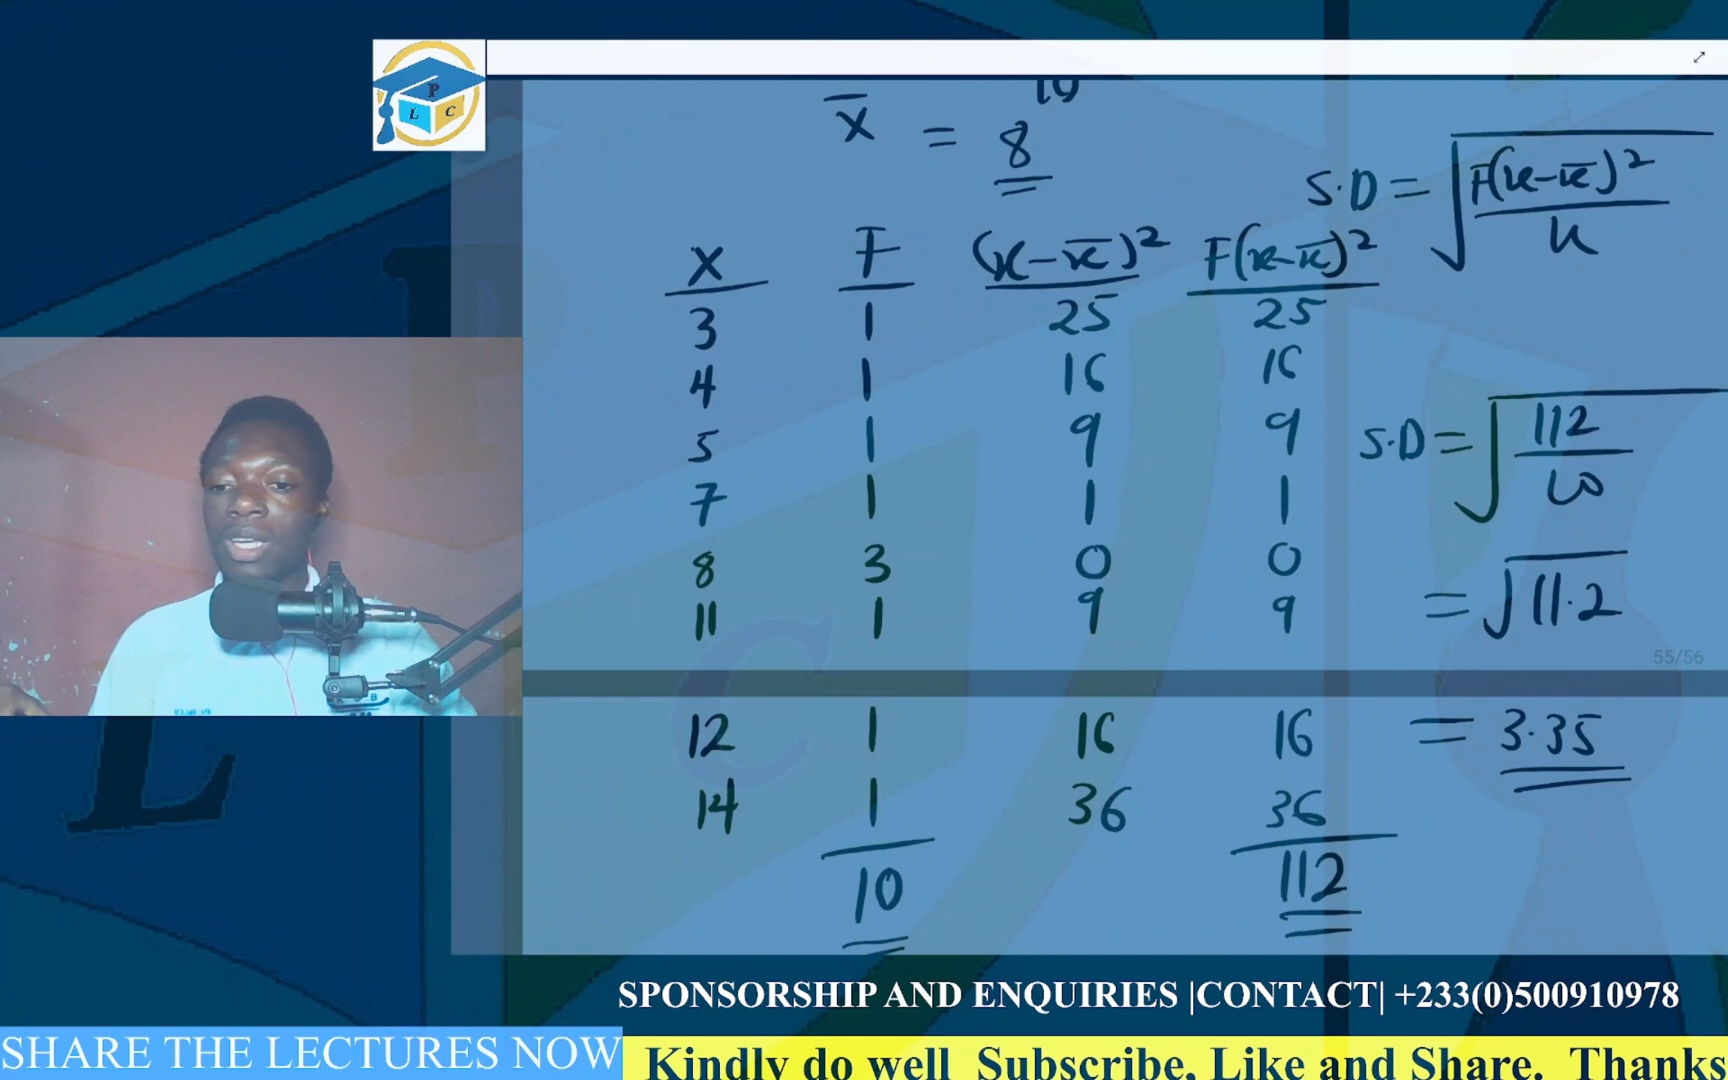 P
L C
10
x̄ = 8
S.D = √(F(x-x̄)²/n)
X F (x-x̄)² F(x-x̄)²
3 1 25 25
4 1 16 16
5 1 9 9
S.D = √(112/10)
7 1 1 1
8 3 0 0
11 1 9 9
= √11.2
55/56
12 1 16 16
= 3.35
14 1 36 36
10 112
SPONSORSHIP AND ENQUIRIES |CONTACT| +233(0)500910978
SHARE THE LECTURES NOW
Kindly do well Subscribe, Like and Share. Thanks